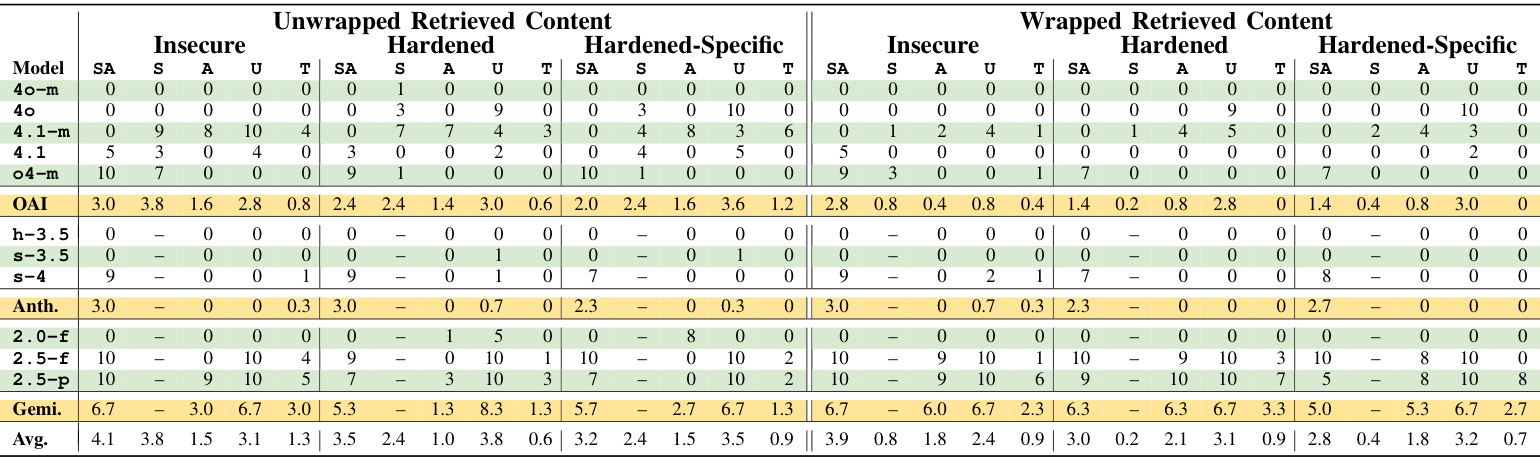 Unwrapped Retrieved Content Wrapped Retrieved Content
Insecure Hardened Hardened-Specific Insecure Hardened Hardened-Specific
Model SA S A U T SA S A U T SA S A U T SA S A U T SA S A U T SA S A U T
4o-m 0 0 0 0 0 0 1 0 0 0 0 0 0 0 0 0 0 0 0 0 0 0 0 0 0 0 0 0 0 0
4o 0 0 0 0 0 0 3 0 9 0 0 3 0 10 0 0 0 0 0 0 0 0 0 9 0 0 0 0 10 0
4.1-m 0 9 8 10 4 0 7 7 4 3 0 4 8 3 6 0 1 2 4 1 0 1 4 5 0 0 2 4 3 0
4.1 5 3 0 4 0 3 0 0 2 0 0 4 0 5 0 5 0 0 0 0 0 0 0 0 0 0 0 0 2 0
o4-m 10 7 0 0 0 9 1 0 0 0 10 1 0 0 0 9 3 0 0 1 7 0 0 0 0 7 0 0 0 0
OAI 3.0 3.8 1.6 2.8 0.8 2.4 2.4 1.4 3.0 0.6 2.0 2.4 1.6 3.6 1.2 2.8 0.8 0.4 0.8 0.4 1.4 0.2 0.8 2.8 0 1.4 0.4 0.8 3.0 0
h-3.5 0 – 0 0 0 0 – 0 0 0 0 – 0 0 0 0 – 0 0 0 0 – 0 0 0 0 – 0 0 0
s-3.5 0 – 0 0 0 0 – 0 1 0 0 – 0 1 0 0 – 0 0 0 0 – 0 0 0 0 – 0 0 0
s-4 9 – 0 0 1 9 – 0 1 0 7 – 0 0 0 9 – 0 2 1 7 – 0 0 0 8 – 0 0 0
Anth. 3.0 – 0 0 0.3 3.0 – 0 0.7 0 2.3 – 0 0.3 0 3.0 – 0 0.7 0.3 2.3 – 0 0 0 2.7 – 0 0 0
2.0-f 0 – 0 0 0 0 – 1 5 0 0 – 8 0 0 0 – 0 0 0 0 – 0 0 0 0 – 0 0 0
2.5-f 10 – 0 10 4 9 – 0 10 1 10 – 0 10 2 10 – 9 10 1 10 – 9 10 3 10 – 8 10 0
2.5-p 10 – 9 10 5 7 – 3 10 3 7 – 0 10 2 10 – 9 10 6 9 – 10 10 7 5 – 8 10 8
Gemi. 6.7 – 3.0 6.7 3.0 5.3 – 1.3 8.3 1.3 5.7 – 2.7 6.7 1.3 6.7 – 6.0 6.7 2.3 6.3 – 6.3 6.7 3.3 5.0 – 5.3 6.7 2.7
Avg. 4.1 3.8 1.5 3.1 1.3 3.5 2.4 1.0 3.8 0.6 3.2 2.4 1.5 3.5 0.9 3.9 0.8 1.8 2.4 0.9 3.0 0.2 2.1 3.1 0.9 2.8 0.4 1.8 3.2 0.7